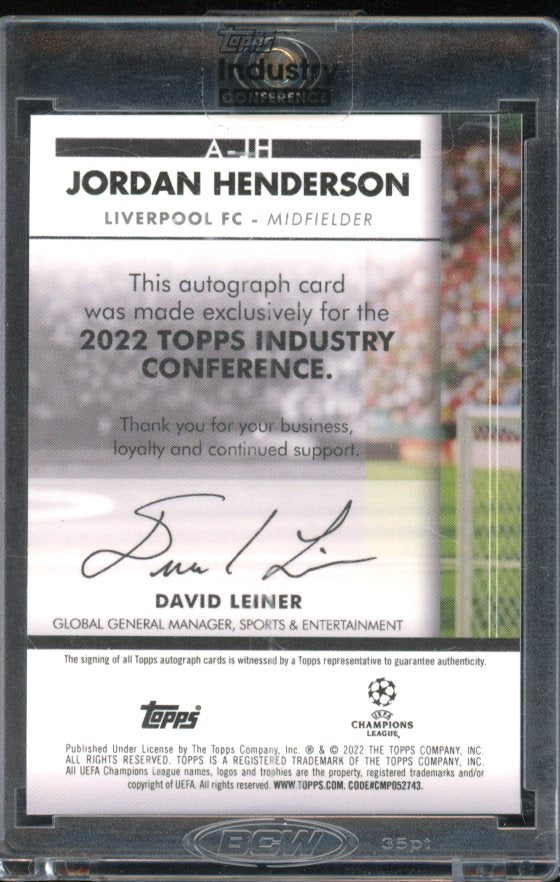 Topps
Industry
CONFERENCE
A-JH
JORDAN HENDERSON
LIVERPOOL FC - MIDFIELDER
This autograph card
was made exclusively for the
2022 TOPPS INDUSTRY
CONFERENCE.
Thank you for your business,
loyalty and continued support.
DAVID LEINER
GLOBAL GENERAL MANAGER, SPORTS & ENTERTAINMENT
The signing of all Topps autograph cards is witnessed by a Topps representative to guarantee authenticity.
Topps
UEFA
CHAMPIONS
LEAGUE
Published Under License by The Topps Company, Inc. ® & © 2022 THE TOPPS COMPANY, INC.
ALL RIGHTS RESERVED. TOPPS IS A REGISTERED TRADEMARK OF THE TOPPS COMPANY, INC.
All UEFA Champions League names, logos and trophies are the property, registered trademarks and/or
copyright of UEFA. All rights reserved. WWW.TOPPS.COM. CODE#CMP052743.
BCW 35pt